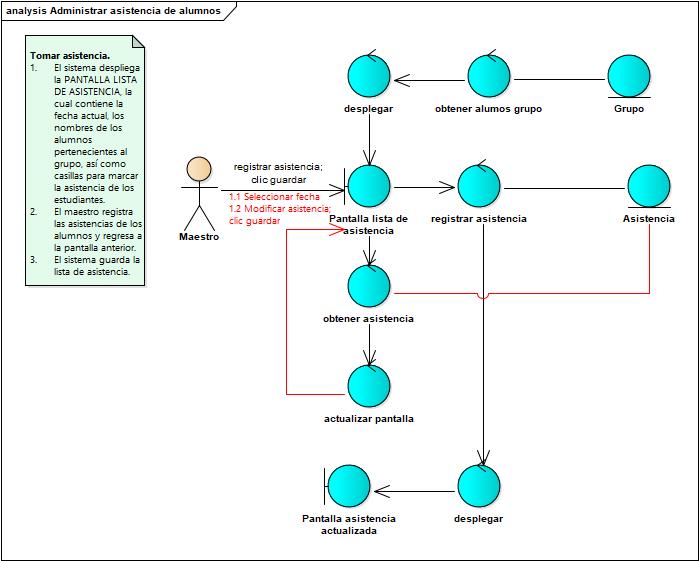 analysis Administrar asistencia de alumnos
Tomar asistencia.
1. El sistema despliega
la PANTALLA LISTA
DE ASISTENCIA, la
cual contiene la
fecha actual, los
nombres de los
alumnos
pertenecientes al
grupo, así como
casillas para marcar
la asistencia de los
estudiantes.
2. El maestro registra
las asistencias de los
alumnos y regresa a
la pantalla anterior.
3. El sistema guarda la
lista de asistencia.
desplegar
obtener alumos grupo
Grupo
Maestro
registrar asistencia;
clic guardar
1.1 Seleccionar fecha
1.2 Modificar asistencia;
clic guardar
Pantalla lista de
asistencia
registrar asistencia
Asistencia
obtener asistencia
actualizar pantalla
Pantalla asistencia
actualizada
desplegar